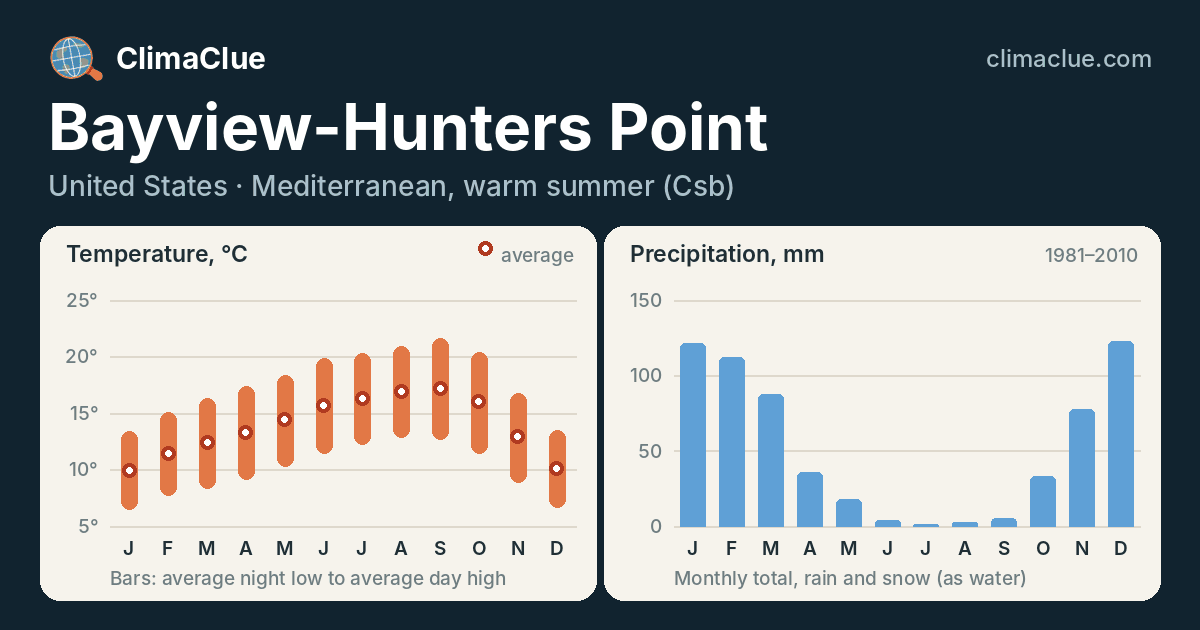 ClimaClue
climaclue.com
Bayview-Hunters Point
United States · Mediterranean, warm summer (Csb)
Temperature, °C
average
25°
20°
15°
10°
5°
J F M A M J J A S O N D
Bars: average night low to average day high
Precipitation, mm
1981–2010
150
100
50
0
J F M A M J J A S O N D
Monthly total, rain and snow (as water)